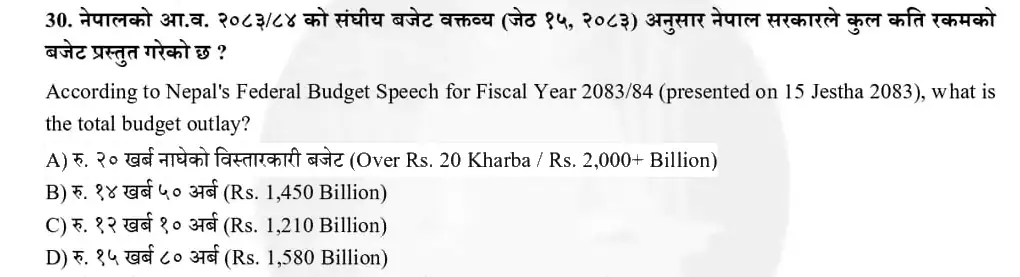 30. नेपालको आ.व. २०८३/८४ को संघीय बजेट वक्तव्य (जेठ १५, २०८३) अनुसार नेपाल सरकारले कुल कति रकमको
बजेट प्रस्तुत गरेको छ ?
According to Nepal's Federal Budget Speech for Fiscal Year 2083/84 (presented on 15 Jestha 2083), what is
the total budget outlay?
A) रु. २० खर्ब नाघेको विस्तारकारी बजेट (Over Rs. 20 Kharba / Rs. 2,000+ Billion)
B) रु. १४ खर्ब ५० अर्ब (Rs. 1,450 Billion)
C) रु. १२ खर्ब १० अर्ब (Rs. 1,210 Billion)
D) रु. १५ खर्ब ८० अर्ब (Rs. 1,580 Billion)